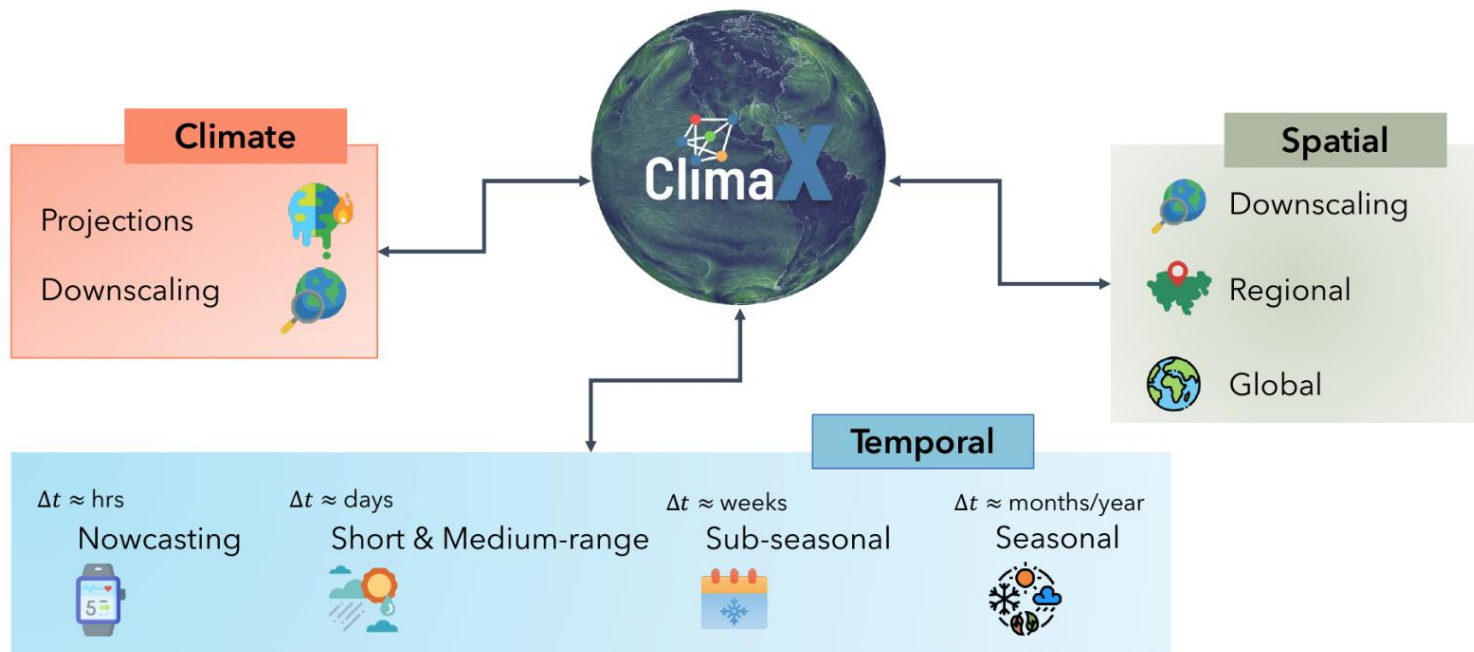 ClimaX
Climate
Projections
Downscaling
Spatial
Downscaling
Regional
Global
Temporal
Δt ≈ hrs
Nowcasting
5
Δt ≈ days
Short & Medium-range
Δt ≈ weeks
Sub-seasonal
Δt ≈ months/year
Seasonal